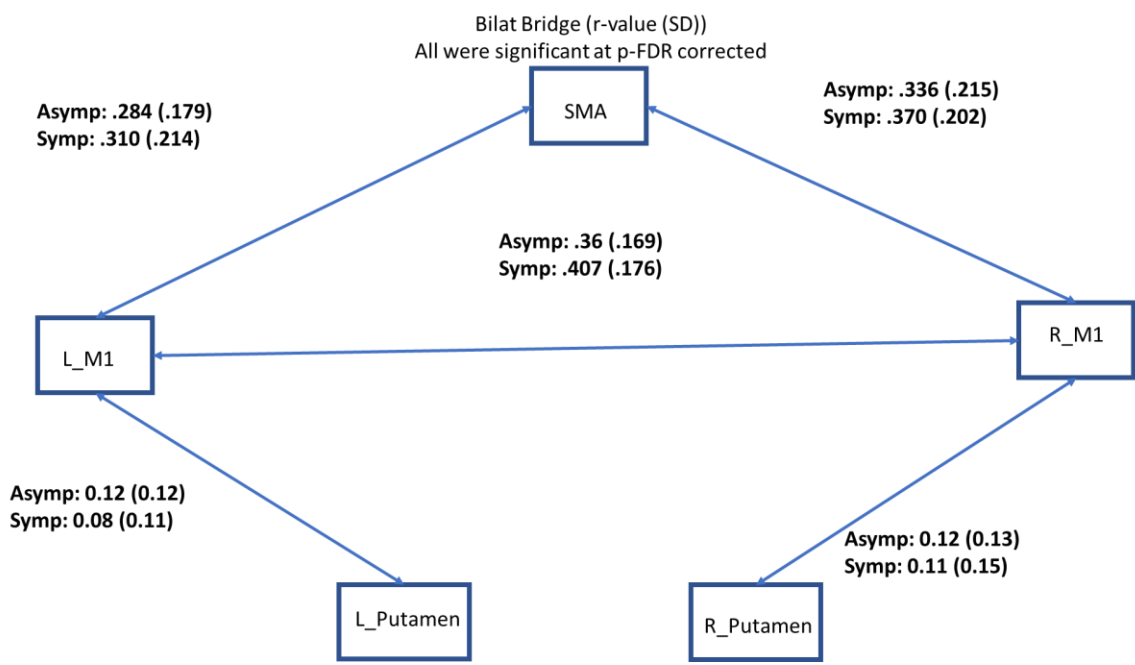 Bilat Bridge (r-value (SD))
All were significant at p-FDR corrected
SMA
Asymp: .284 (.179)
Symp: .310 (.214)
Asymp: .336 (.215)
Symp: .370 (.202)
Asymp: .36 (.169)
Symp: .407 (.176)
L_M1
R_M1
Asymp: 0.12 (0.12)
Symp: 0.08 (0.11)
Asymp: 0.12 (0.13)
Symp: 0.11 (0.15)
L_Putamen
R_Putamen